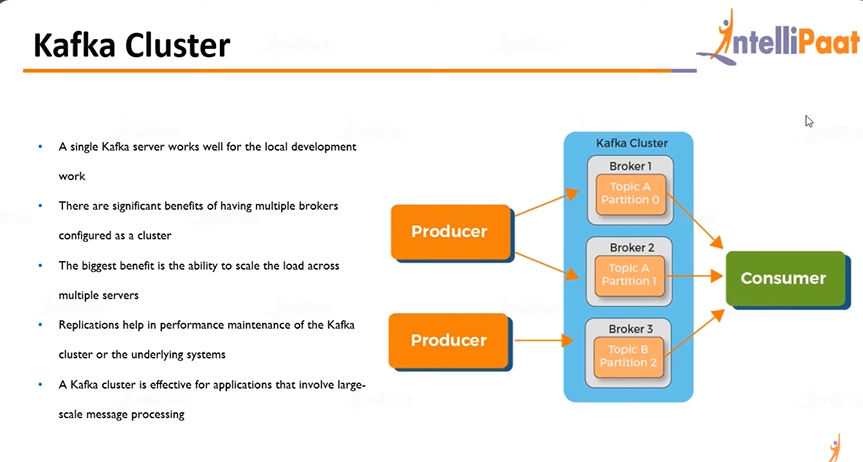 Kafka Cluster
IntelliPaat
• A single Kafka server works well for the local development
work
• There are significant benefits of having multiple brokers
configured as a cluster
• The biggest benefit is the ability to scale the load across
multiple servers
• Replications help in performance maintenance of the Kafka
cluster or the underlying systems
• A Kafka cluster is effective for applications that involve large-
scale message processing
Producer
Producer
Kafka Cluster
Broker 1
Topic A
Partition 0
Broker 2
Topic A
Partition 1
Broker 3
Topic B
Partition 2
Consumer